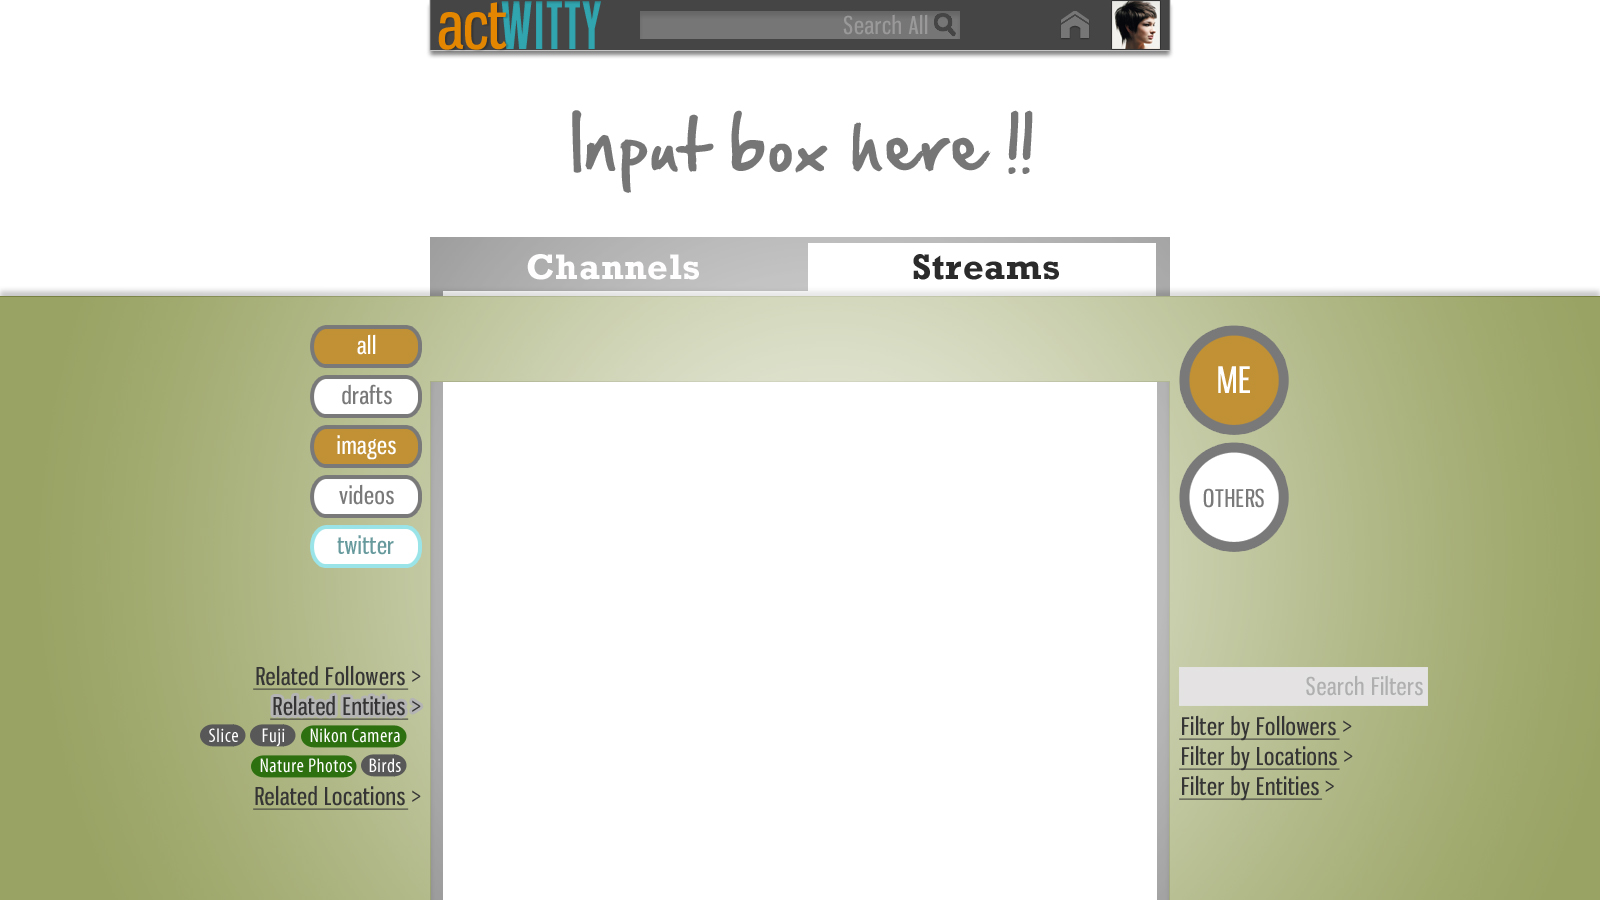 actWITTY
Search All
Input box here !!
Channels
Streams
all
drafts
images
videos
twitter
ME
OTHERS
Related Followers >
Related Entities >
Slice Fuji Nikon Camera
Nature Photos Birds
Related Locations >
Search Filters
Filter by Followers >
Filter by Locations >
Filter by Entities >